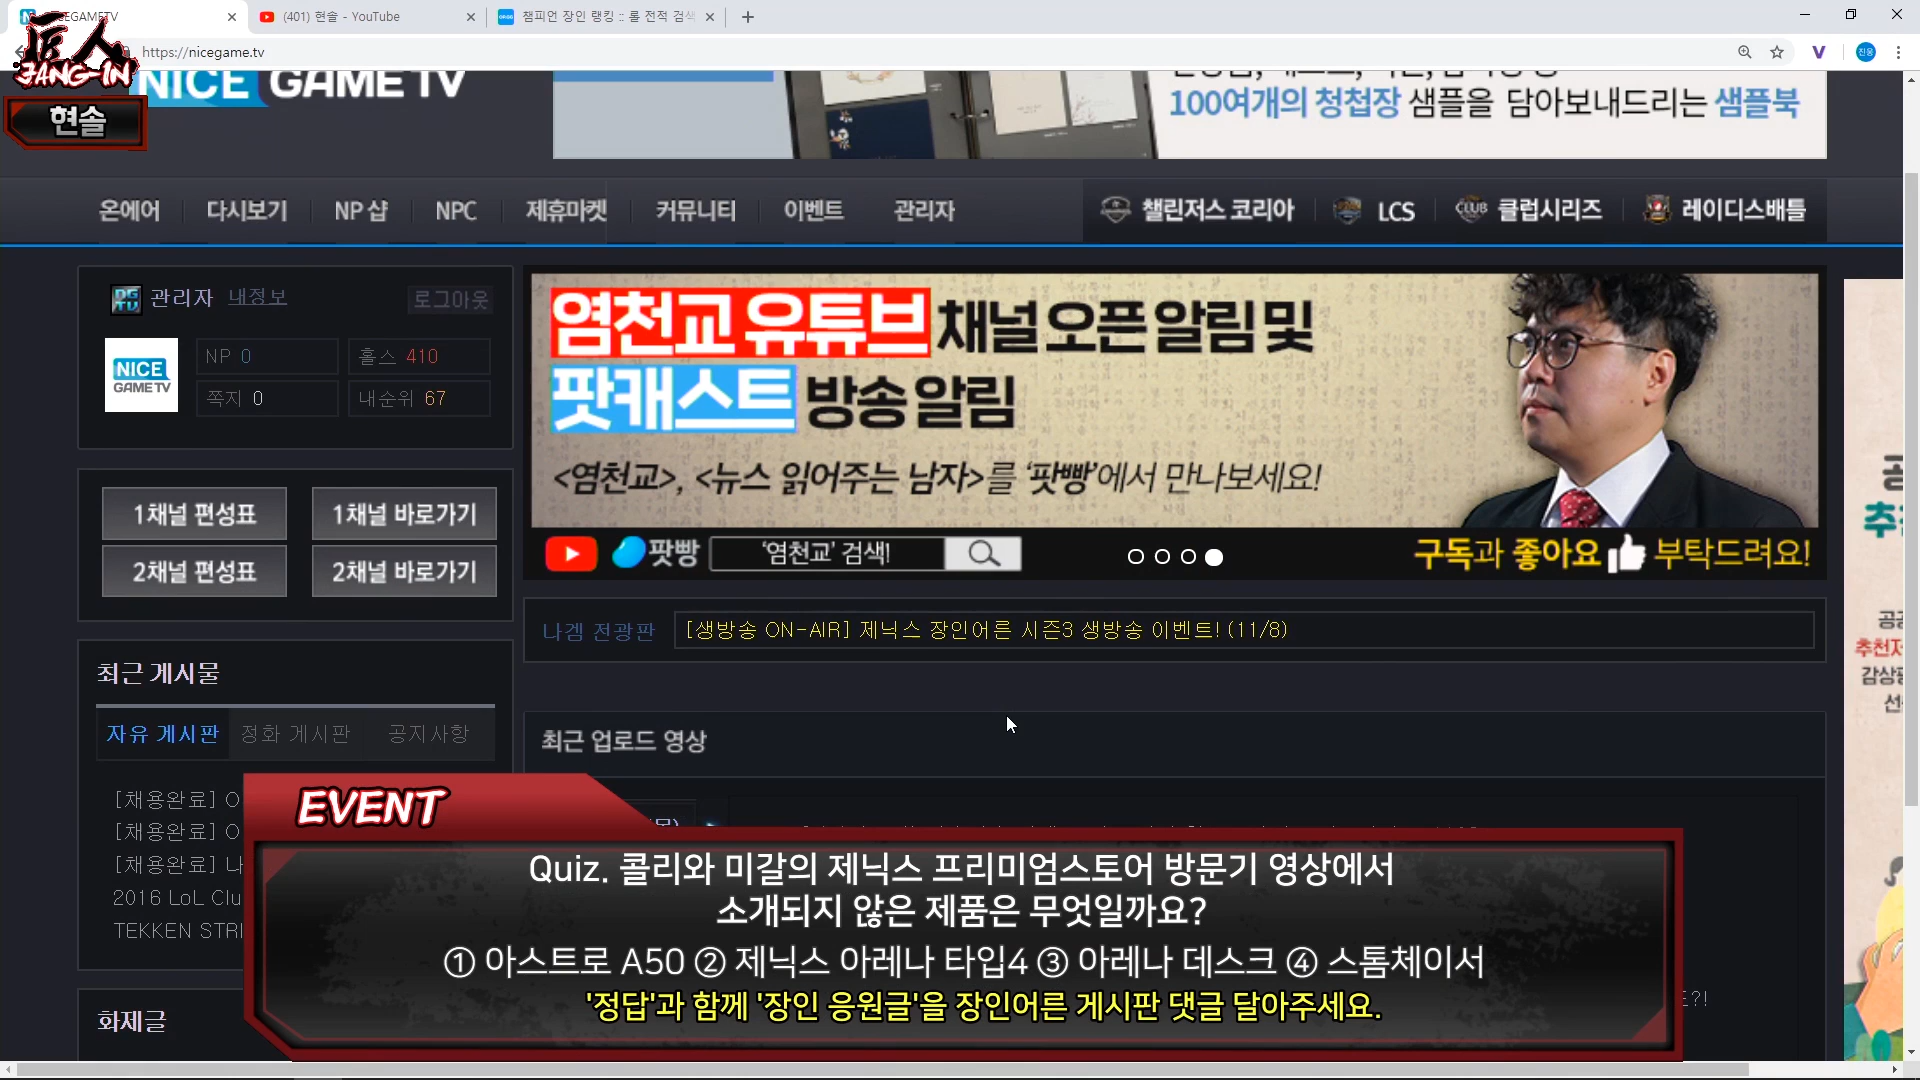 NICEGAMETV
(401) 현솔 - YouTube
챔피언 장인 랭킹 :: 롤 전적 검색
https://nicegame.tv
匠人
JANG-IN
현솔
NICE GAME TV
100여개의 청첩장 샘플을 담아보내드리는 샘플북
온에어 다시보기 NP 샵 NPC 제휴마켓 커뮤니티 이벤트 관리자
챌린저스 코리아 LCS 클럽시리즈 레이디스배틀
관리자 내정보 로그아웃
NICE GAME TV
NP 0 홀스 410
쪽지 0 내순위 67
1채널 편성표 1채널 바로가기
2채널 편성표 2채널 바로가기
염천교 유튜브 채널 오픈 알림 및
팟캐스트 방송 알림
<염천교>, <뉴스 읽어주는 남자>를 '팟빵'에서 만나보세요!
팟빵 '염천교' 검색! 구독과 좋아요 부탁드려요!
나겜 전광판 [생방송 ON-AIR] 제닉스 장인어른 시즌3 생방송 이벤트! (11/8)
최근 게시물
자유 게시판 정화 게시판 공지사항
[채용완료] O
[채용완료] O
[채용완료] 나
2016 LoL Clu
TEKKEN STRI
화제글
최근 업로드 영상
추천저
감상평
EVENT
Quiz. 콜리와 미갈의 제닉스 프리미엄스토어 방문기 영상에서
소개되지 않은 제품은 무엇일까요?
① 아스트로 A50 ② 제닉스 아레나 타입4 ③ 아레나 데스크 ④ 스톰체이서
'정답'과 함께 '장인 응원글'을 장인어른 게시판 댓글 달아주세요.